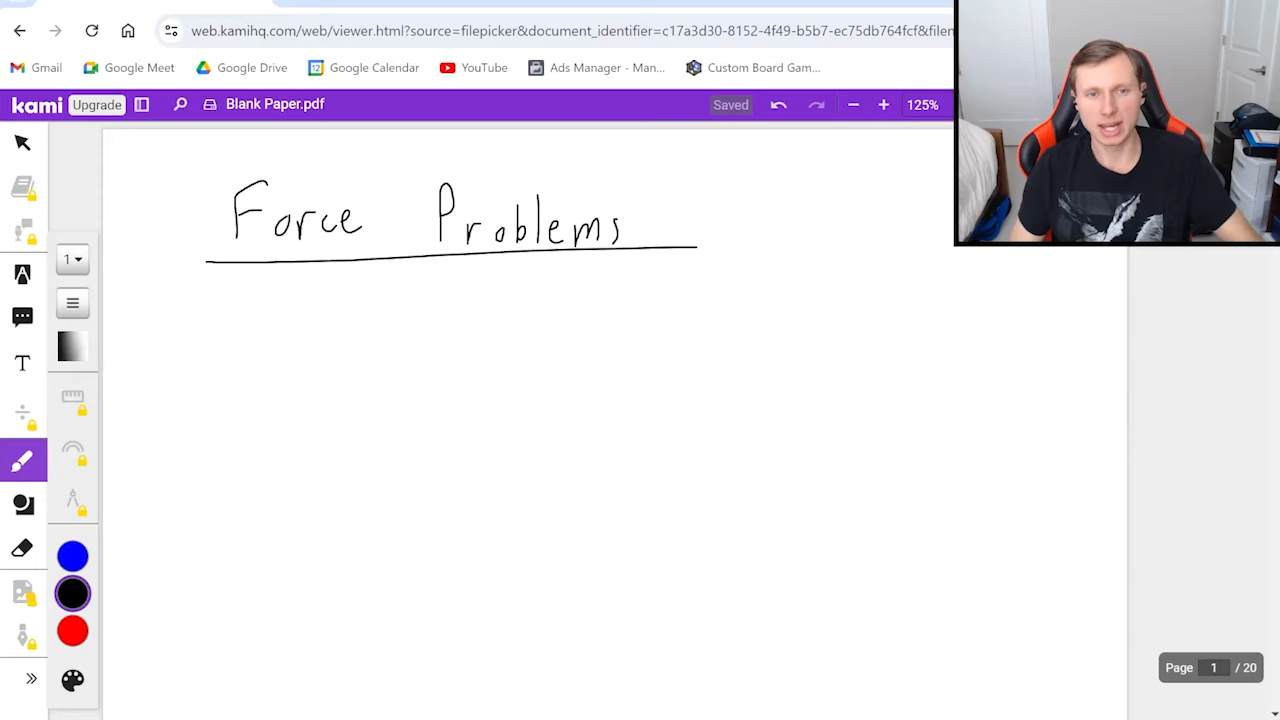 web.kamihq.com/web/viewer.html?source=filepicker&document_identifier=c17a3d30-8152-4f49-b5b7-ec75db764fcf&filen
Gmail Google Meet Google Drive 12 Google Calendar YouTube Ads Manager - Man... Custom Board Gam...
kami Upgrade Blank Paper.pdf Saved 125%
Force Problems
1
T
Page 1 / 20